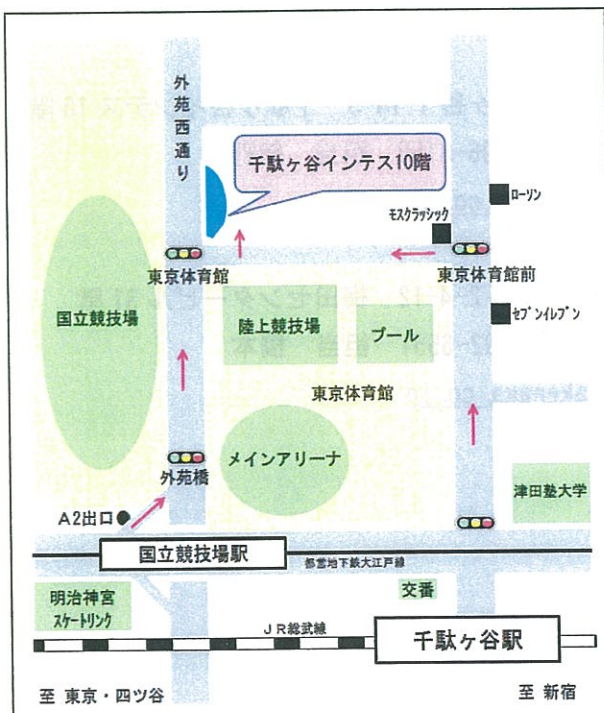 外苑西通り
千駄ヶ谷インテス10階
ローソン
モスクラッシック
東京体育館
東京体育館前
国立競技場
陸上競技場
プール
セブンイレブン
東京体育館
メインアリーナ
外苑橋
津田塾大学
A2出口
国立競技場駅
都営地下鉄大江戸線
明治神宮
スケートリンク
交番
JR総武線
千駄ヶ谷駅
至 東京・四ツ谷
至 新宿